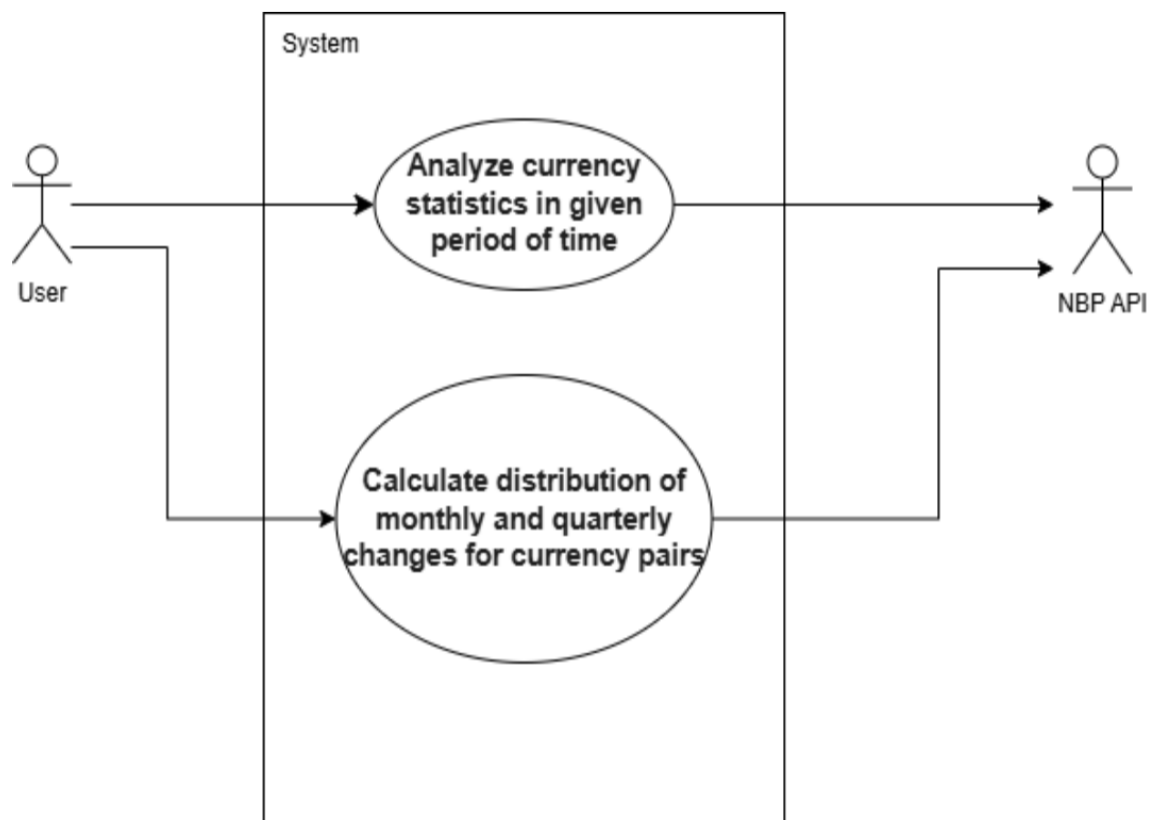 System
Analyze currency
statistics in given
period of time
User
NBP API
Calculate distribution of
monthly and quarterly
changes for currency pairs